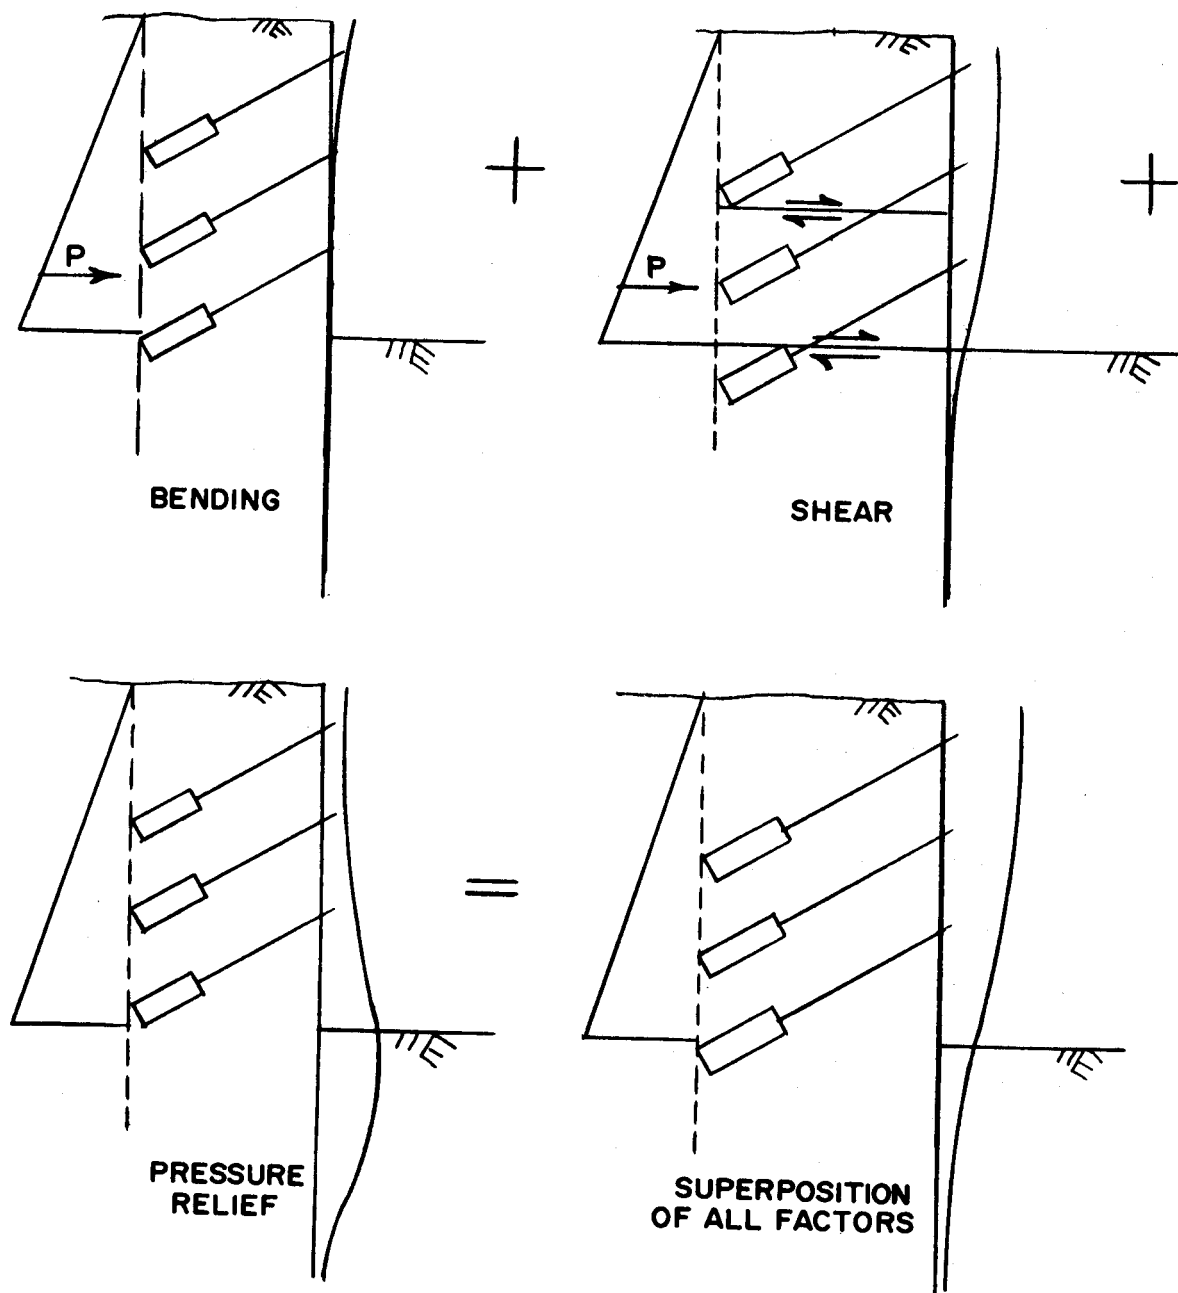 P
BENDING
+
P
SHEAR
+
PRESSURE
RELIEF
=
SUPERPOSITION
OF ALL FACTORS